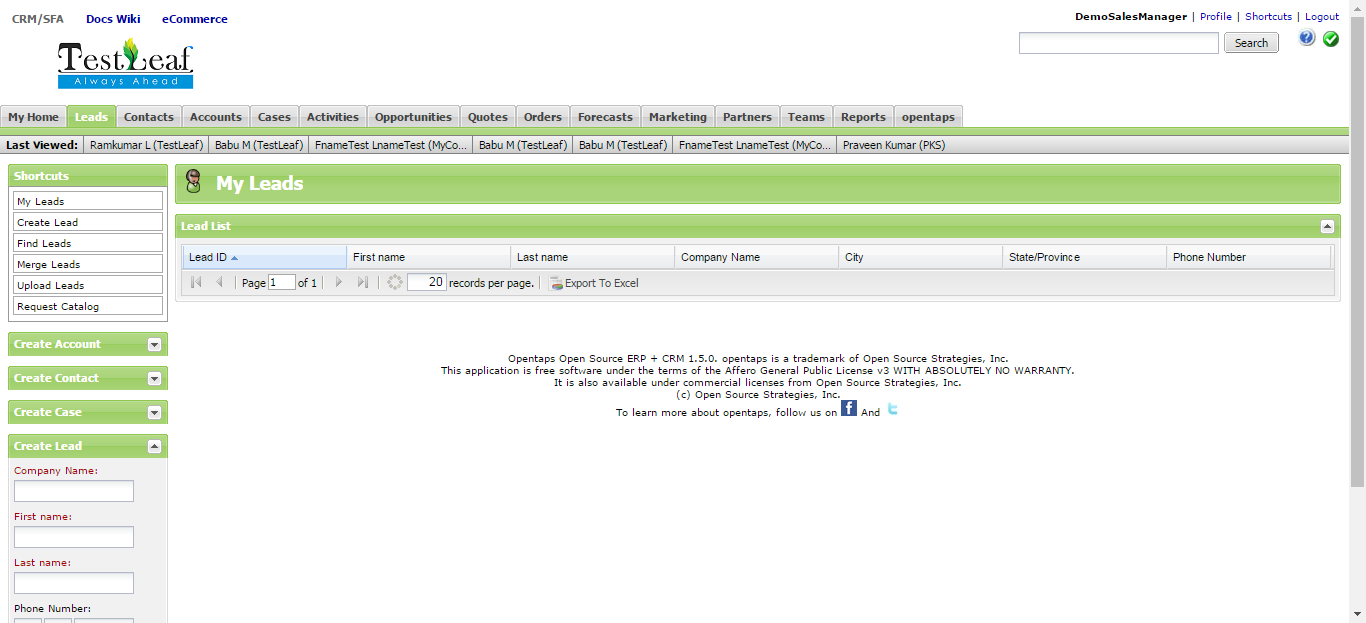 CRM/SFA Docs Wiki eCommerce
DemoSalesManager | Profile | Shortcuts | Logout
TestLeaf
Always Ahead
Search
My Home Leads Contacts Accounts Cases Activities Opportunities Quotes Orders Forecasts Marketing Partners Teams Reports opentaps
Last Viewed: Ramkumar L (TestLeaf) Babu M (TestLeaf) FnameTest LnameTest (MyCo... Babu M (TestLeaf) Babu M (TestLeaf) FnameTest LnameTest (MyCo... Praveen Kumar (PKS)
Shortcuts
My Leads
Create Lead
Find Leads
Merge Leads
Upload Leads
Request Catalog
Create Account
Create Contact
Create Case
Create Lead
Company Name:
First name:
Last name:
Phone Number:
My Leads
Lead List
Lead ID First name Last name Company Name City State/Province Phone Number
Page 1 of 1 20 records per page. Export To Excel
Opentaps Open Source ERP + CRM 1.5.0. opentaps is a trademark of Open Source Strategies, Inc.
This application is free software under the terms of the Affero General Public License v3 WITH ABSOLUTELY NO WARRANTY.
It is also available under commercial licenses from Open Source Strategies, Inc.
(c) Open Source Strategies, Inc.
To learn more about opentaps, follow us on f And t